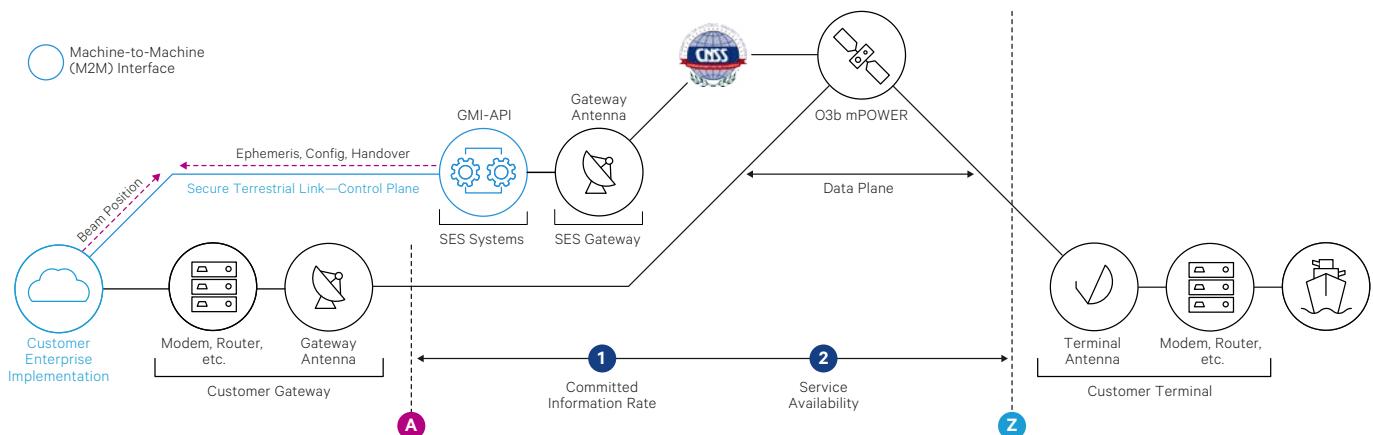 Machine-to-Machine
(M2M) Interface
CNSS
O3b mPOWER
Gateway
Antenna
GMI-API
Ephemeris, Config, Handover
Secure Terrestrial Link—Control Plane
Beam Position
Data Plane
SES Systems
SES Gateway
Customer
Enterprise
Implementation
Modem, Router,
etc.
Gateway
Antenna
Customer Gateway
1
Committed
Information Rate
2
Service
Availability
Terminal
Antenna
Modem, Router,
etc.
Customer Terminal
A
Z